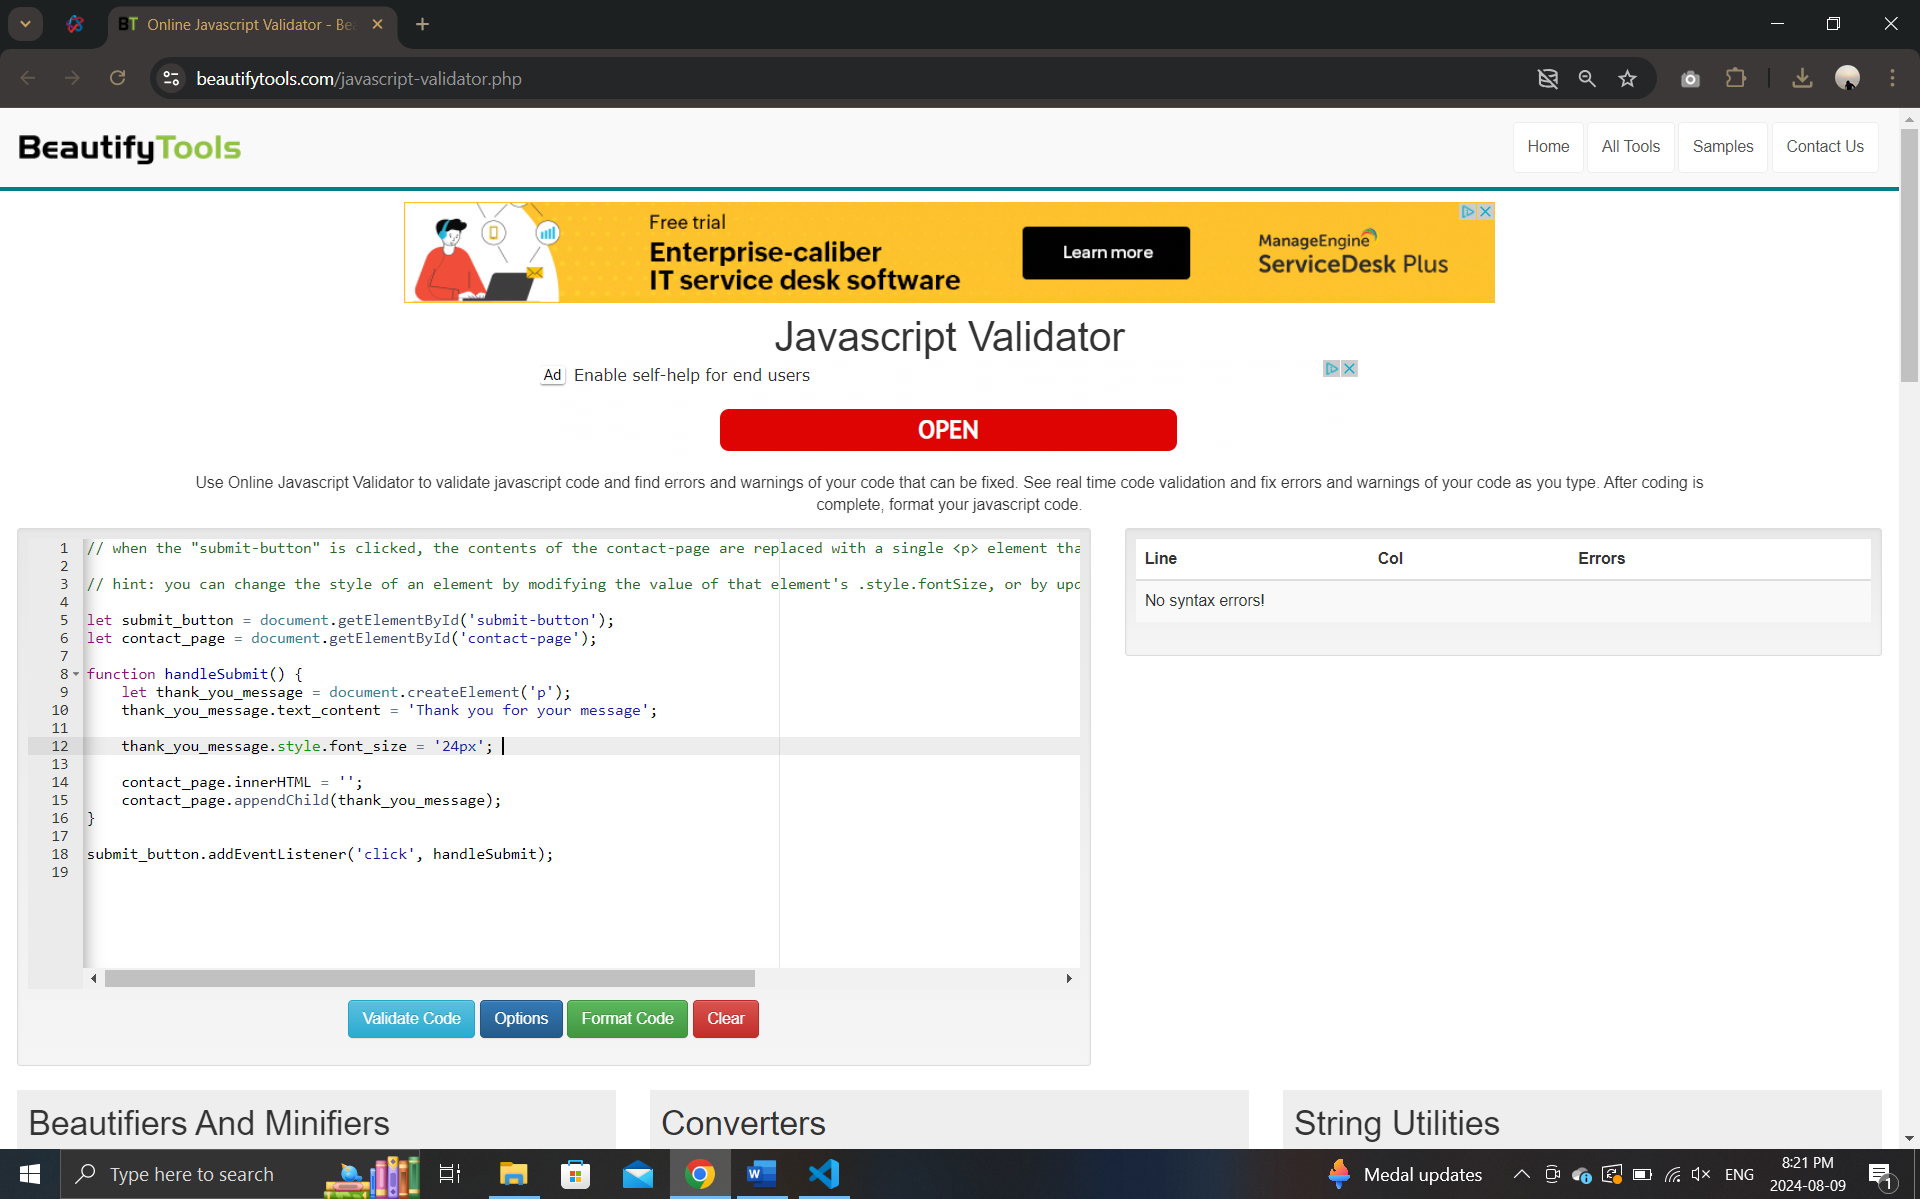 BT Online Javascript Validator - Be
beautifytools.com/javascript-validator.php
BeautifyTools
Home
All Tools
Samples
Contact Us
Free trial
Enterprise-caliber
IT service desk software
Learn more
ManageEngine
ServiceDesk Plus
Javascript Validator
Ad Enable self-help for end users
OPEN
Use Online Javascript Validator to validate javascript code and find errors and warnings of your code that can be fixed. See real time code validation and fix errors and warnings of your code as you type. After coding is
complete, format your javascript code.
1 // when the "submit-button" is clicked, the contents of the contact-page are replaced with a single <p> element tha
2
3 // hint: you can change the style of an element by modifying the value of that element's .style.fontSize, or by upd
4
5 let submit_button = document.getElementById('submit-button');
6 let contact_page = document.getElementById('contact-page');
7
8 function handleSubmit() {
9 let thank_you_message = document.createElement('p');
10 thank_you_message.text_content = 'Thank you for your message';
11
12 thank_you_message.style.font_size = '24px';
13
14 contact_page.innerHTML = '';
15 contact_page.appendChild(thank_you_message);
16 }
17
18 submit_button.addEventListener('click', handleSubmit);
19
Line Col Errors
No syntax errors!
Validate Code
Options
Format Code
Clear
Beautifiers And Minifiers
Converters
String Utilities
Type here to search
Medal updates
ENG
8:21 PM
2024-08-09
1